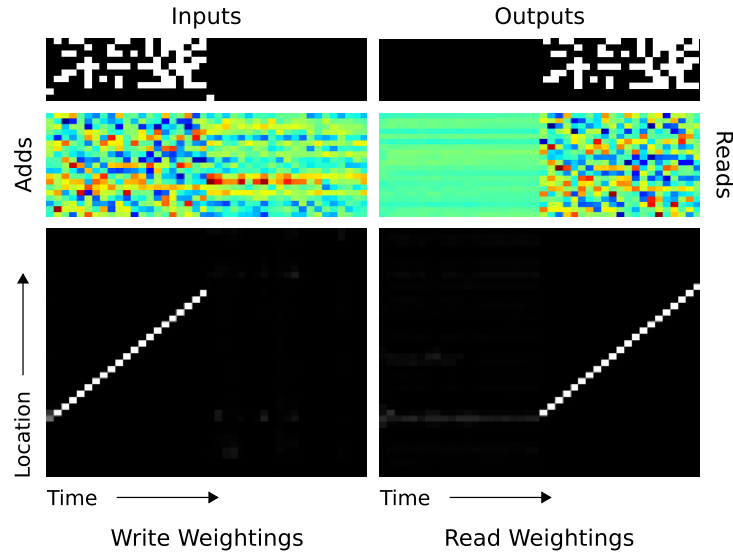 Inputs
Outputs
Adds
Reads
Location
Time
Time
Write Weightings
Read Weightings